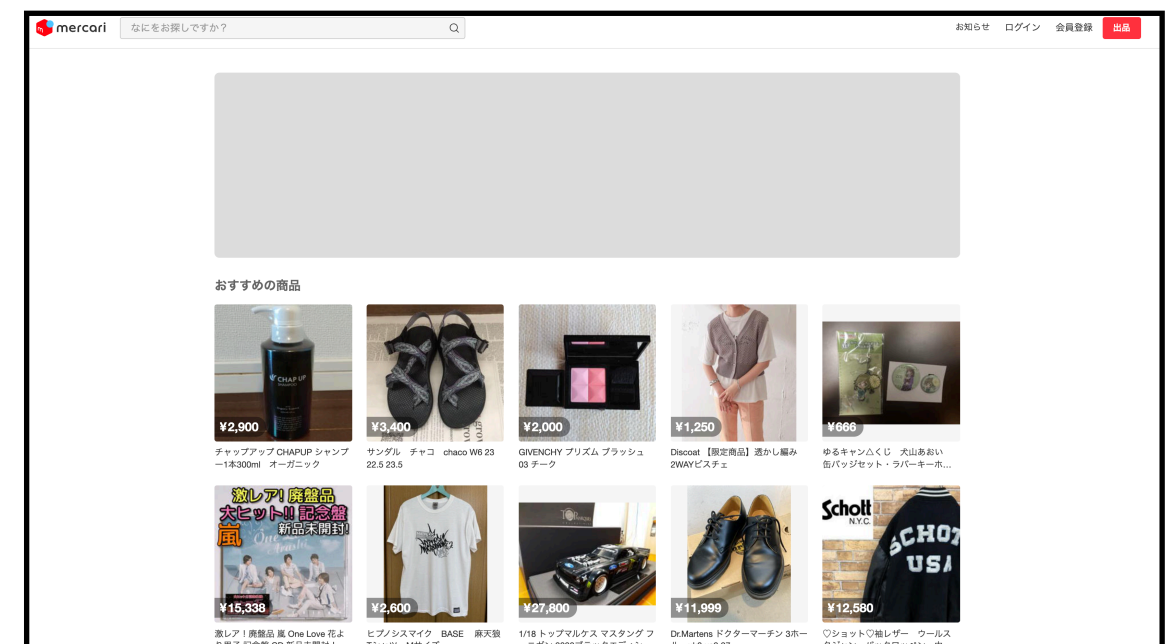 mercari
なにをお探しですか？
お知らせ ログイン 会員登録 出品
おすすめの商品
CHAP UP
SHAMPOO
¥2,900
¥3,400
¥2,000
¥1,250
¥666
チャップアップ CHAPUP シャンプ
ー1本300ml オーガニック
サンダル チャコ chaco W6 23
22.5 23.5
GIVENCHY プリズム ブラッシュ
03 チーク
Discoat 【限定商品】透かし編み
2WAYビスチェ
ゆるキャン△くじ 犬山あおい
缶バッジセット・ラバーキーホ...
激レア! 廃盤品
大ヒット!! 記念盤
嵐 新品未開封!
One Love
Arashi
¥15,338
¥2,600
TOP
¥27,800
¥11,999
Schott
N.Y.C.
SCHOT
USA
¥12,580
激レア！廃盤品 嵐 One Love 花よ
ヒプノシスマイク BASE 麻天狼
1/18 トップマルケス マスタング フ
Dr.Martens ドクターマーチン 3ホー
♡ショット♡袖レザー ウールス